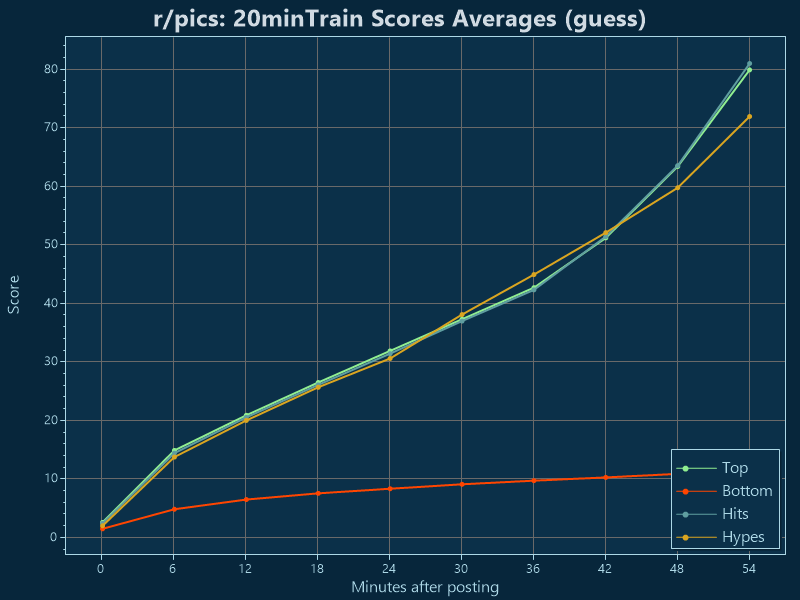 r/pics: 20minTrain Scores Averages (guess)
80
70
60
50
40
30
20
10
0
Score
0 6 12 18 24 30 36 42 48 54
Minutes after posting
Top
Bottom
Hits
Hypes